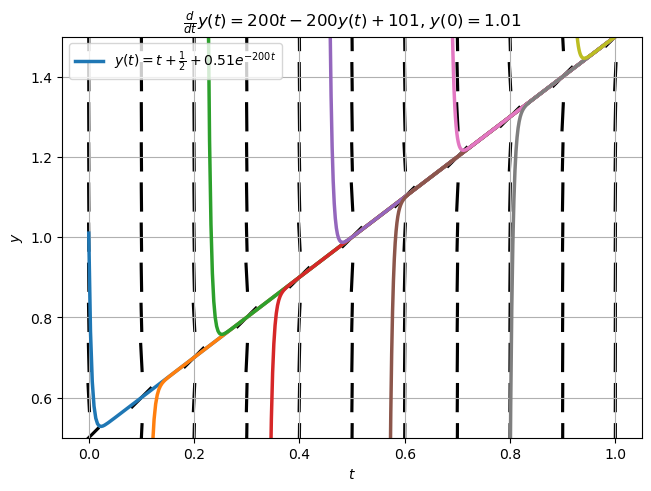 d/dt y(t) = 200t − 200y(t) + 101, y(0) = 1.01
y(t) = t + 1/2 + 0.51e^{−200t}
1.4
1.2
1.0
0.8
0.6
y
0.0 0.2 0.4 0.6 0.8 1.0
t